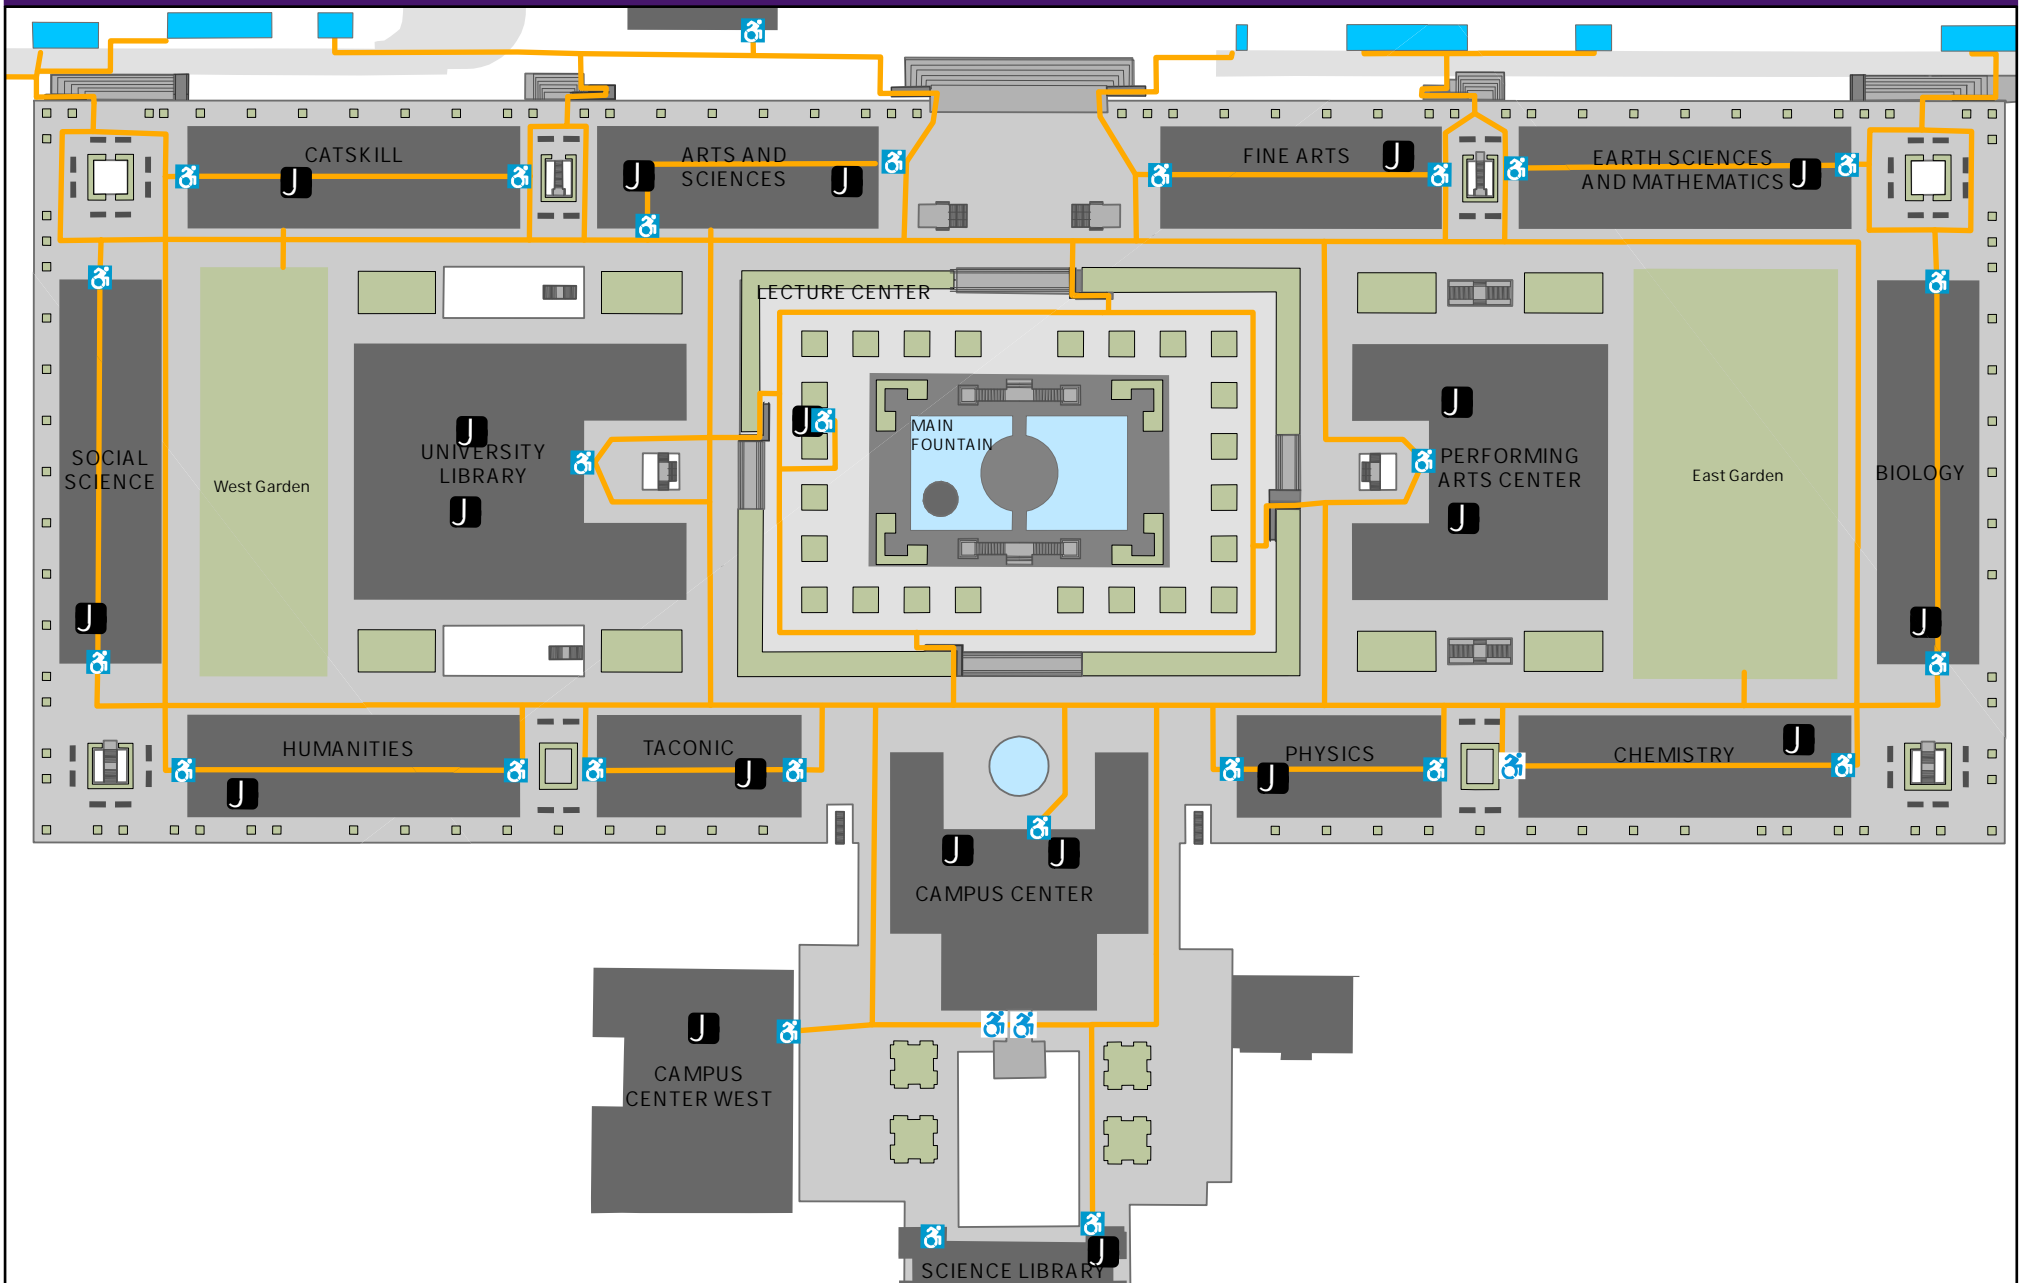 CATSKILL
J
ARTS AND
SCIENCES
J
J
FINE ARTS
J
EARTH SCIENCES
AND MATHEMATICS
J
LECTURE CENTER
SOCIAL
SCIENCE
J
West Garden
J
UNIVERSITY
LIBRARY
J
J
MAIN
FOUNTAIN
J
PERFORMING
ARTS CENTER
J
East Garden
BIOLOGY
J
HUMANITIES
J
TACONIC
J
PHYSICS
J
CHEMISTRY
J
J
J
CAMPUS CENTER
J
CAMPUS
CENTER WEST
J
SCIENCE LIBRARY